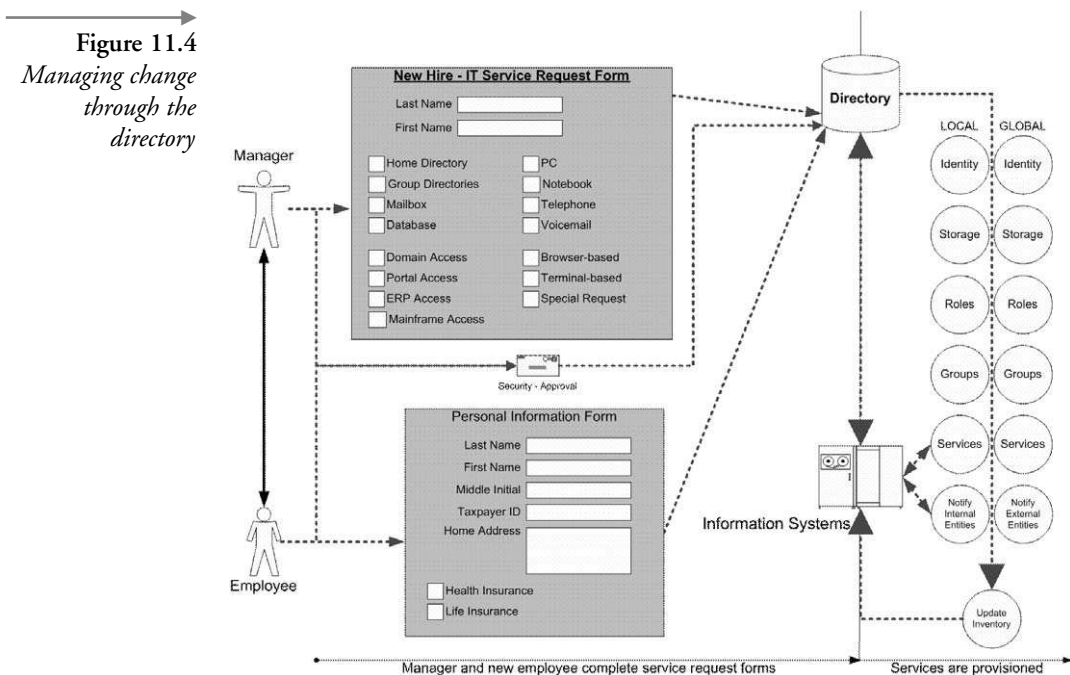 Figure 11.4
Managing change
through the
directory
New Hire - IT Service Request Form
Last Name
First Name
Home Directory
Group Directories
Mailbox
Database
Domain Access
Portal Access
ERP Access
Mainframe Access
PC
Notebook
Telephone
Voicemail
Browser-based
Terminal-based
Special Request
Manager
Employee
Security - Approval
Personal Information Form
Last Name
First Name
Middle Initial
Taxpayer ID
Home Address
Health Insurance
Life Insurance
Directory
Information Systems
LOCAL
Identity
Storage
Roles
Groups
Services
Notify
Internal
Entities
GLOBAL
Identity
Storage
Roles
Groups
Services
Notify
External
Entities
Update
Inventory
Manager and new employee complete service request forms
Services are provisioned